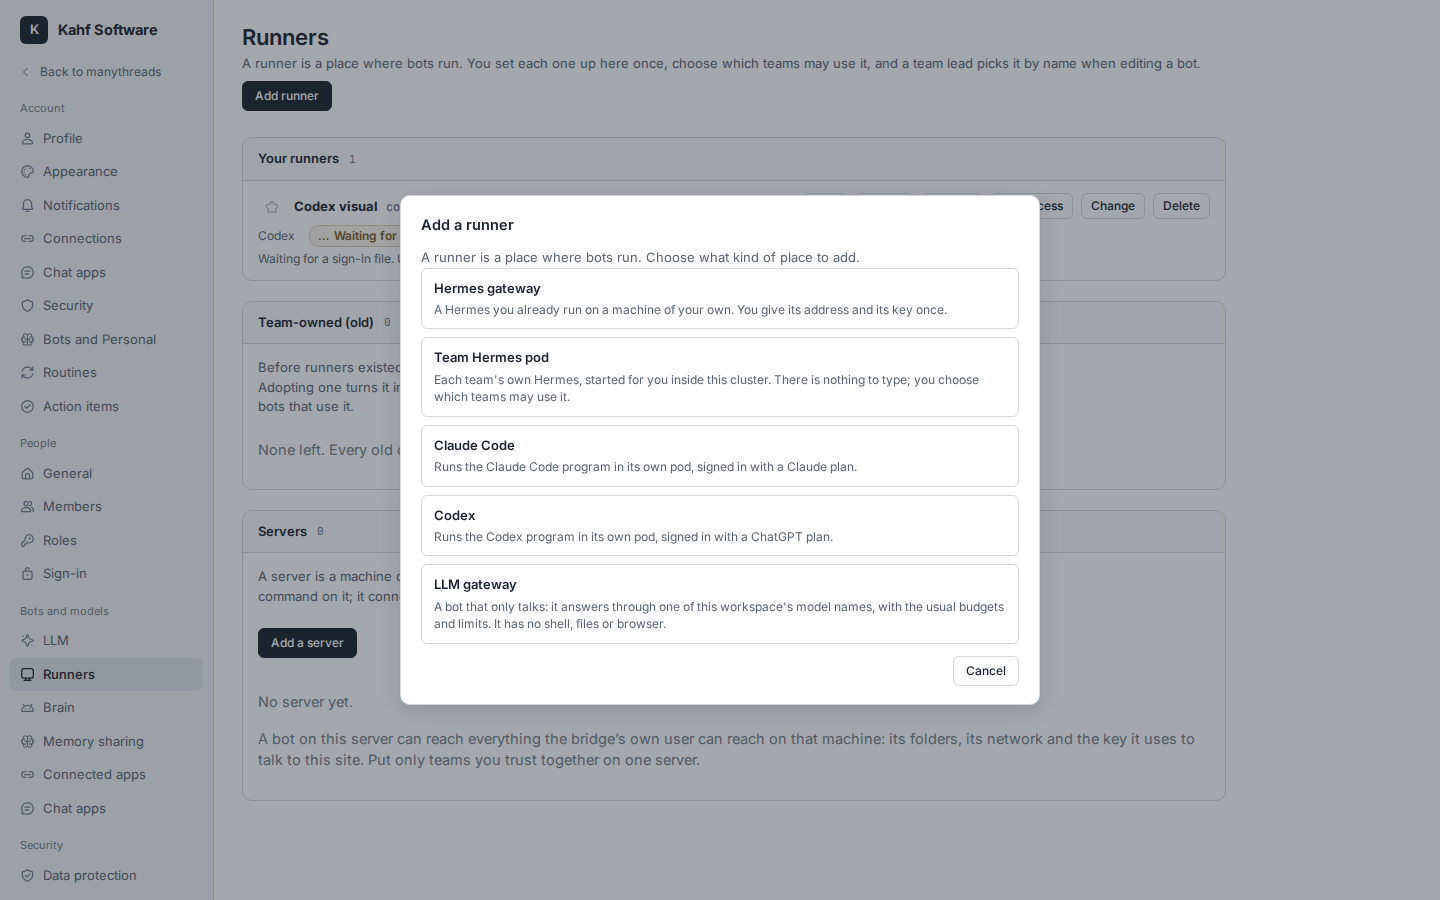 K Kahf Software
Back to manythreads
Account
Profile
Appearance
Notifications
Connections
Chat apps
Security
Bots and Personal
Routines
Action items
People
General
Members
Roles
Sign-in
Bots and models
LLM
Runners
Brain
Memory sharing
Connected apps
Chat apps
Security
Data protection
Runners
A runner is a place where bots run. You set each one up here once, choose which teams may use it, and a team lead picks it by name when editing a bot.
Add runner
Your runners 1
Codex visual
Change Delete
Codex ... Waiting for
Waiting for a sign-in file.
Team-owned (old) 0
Before runners existed
Adopting one turns it
bots that use it.
None left. Every old
Servers 0
A server is a machine
command on it; it
Add a server
No server yet.
A bot on this server can reach everything the bridge's own user can reach on that machine: its folders, its network and the key it uses to
talk to this site. Put only teams you trust together on one server.
Add a runner
A runner is a place where bots run. Choose what kind of place to add.
Hermes gateway
A Hermes you already run on a machine of your own. You give its address and its key once.
Team Hermes pod
Each team's own Hermes, started for you inside this cluster. There is nothing to type; you choose
which teams may use it.
Claude Code
Runs the Claude Code program in its own pod, signed in with a Claude plan.
Codex
Runs the Codex program in its own pod, signed in with a ChatGPT plan.
LLM gateway
A bot that only talks: it answers through one of this workspace's model names, with the usual budgets
and limits. It has no shell, files or browser.
Cancel